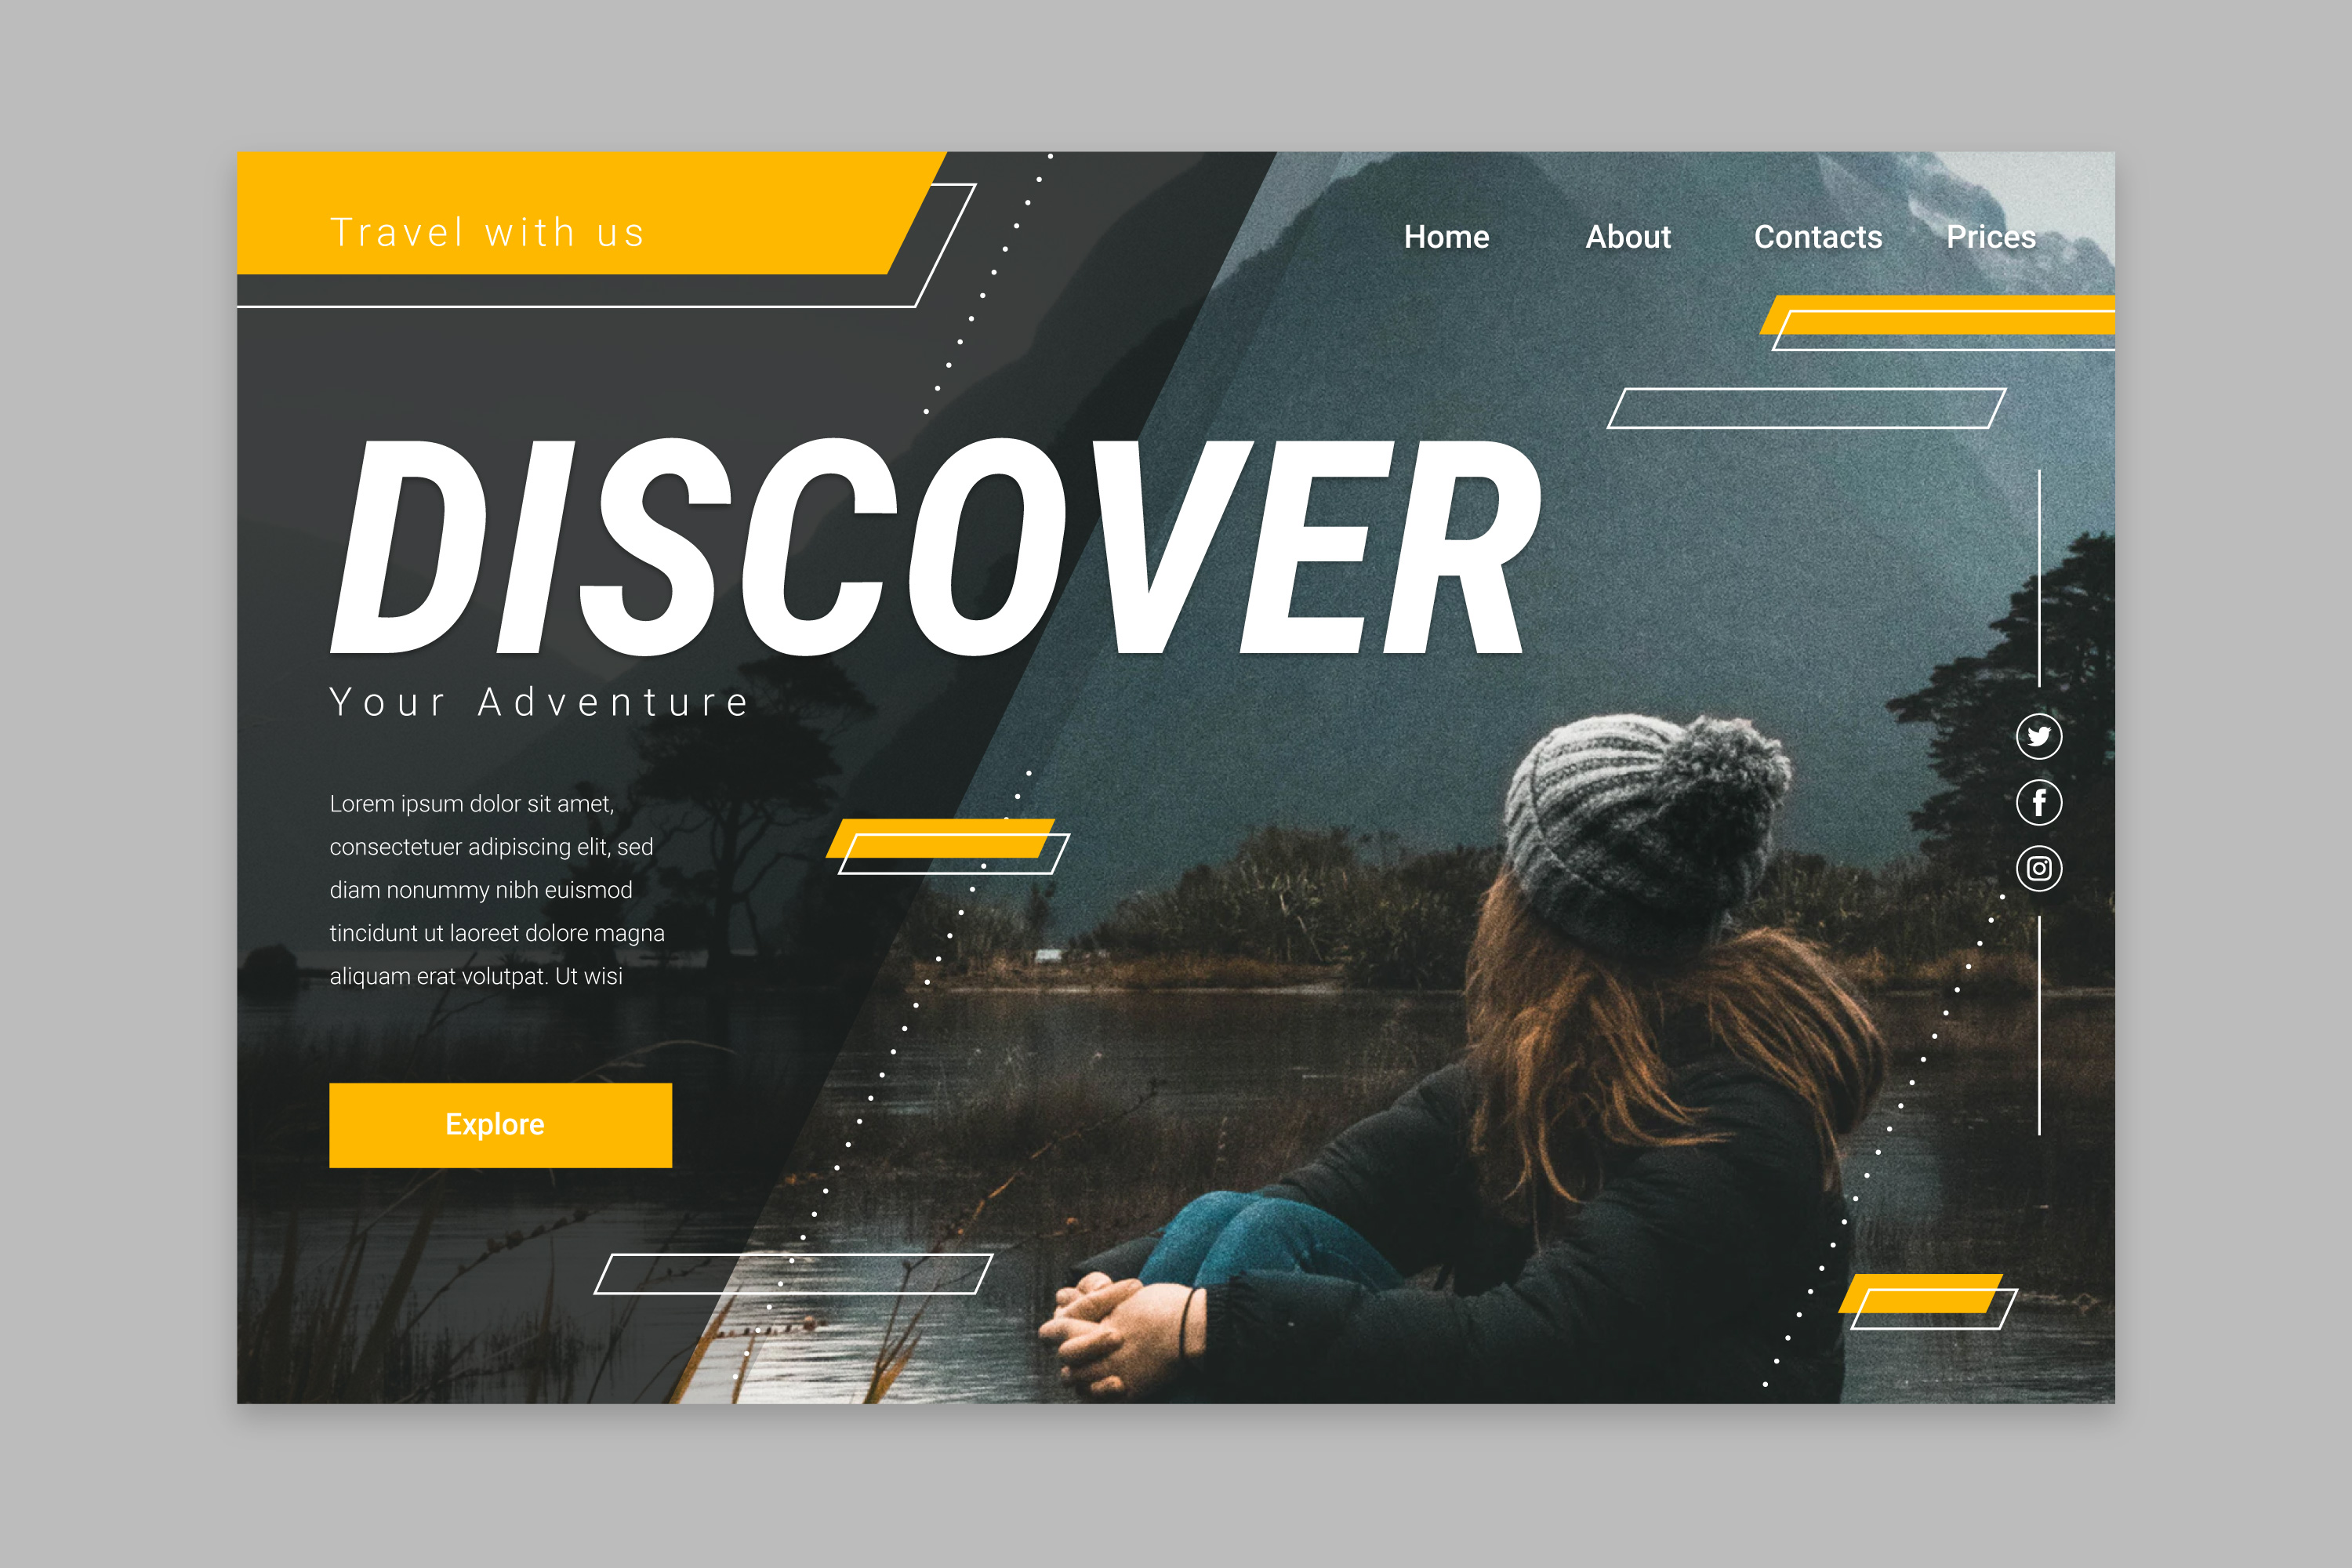 Travel with us
Home About Contacts Prices
DISCOVER
Your Adventure
Lorem ipsum dolor sit amet,
consectetuer adipiscing elit, sed
diam nonummy nibh euismod
tincidunt ut laoreet dolore magna
aliquam erat volutpat. Ut wisi
Explore